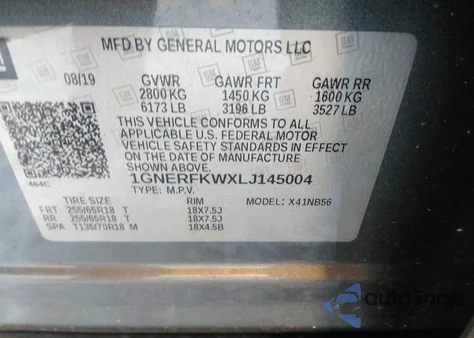 MFD BY GENERAL MOTORS LLC
08/19 GVWR GAWR FRT GAWR RR
2800 KG 1450 KG 1600 KG
6173 LB 3196 LB 3527 LB
THIS VEHICLE CONFORMS TO ALL
APPLICABLE U.S. FEDERAL MOTOR
VEHICLE SAFETY STANDARDS IN EFFECT
ON THE DATE OF MANUFACTURE
SHOWN ABOVE.
464C 1GNERFKWXLJ145004
TYPE: M.P.V.
TIRE SIZE RIM MODEL: X41NB56
FRT 255/65R18 T 18X7.5J
RR 255/65R18 T 18X7.5J
SPA T135/70R18 M 18X4.5B
autoSnap